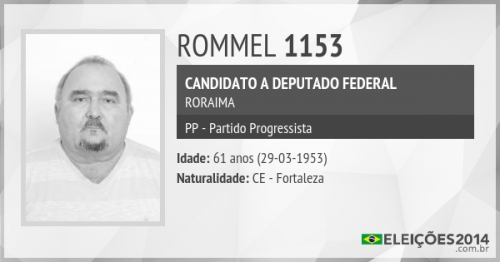 ROMMEL 1153
CANDIDATO A DEPUTADO FEDERAL
RORAIMA
PP - Partido Progressista
Idade: 61 anos (29-03-1953)
Naturalidade: CE - Fortaleza
ELEIÇÕES2014
.com.br